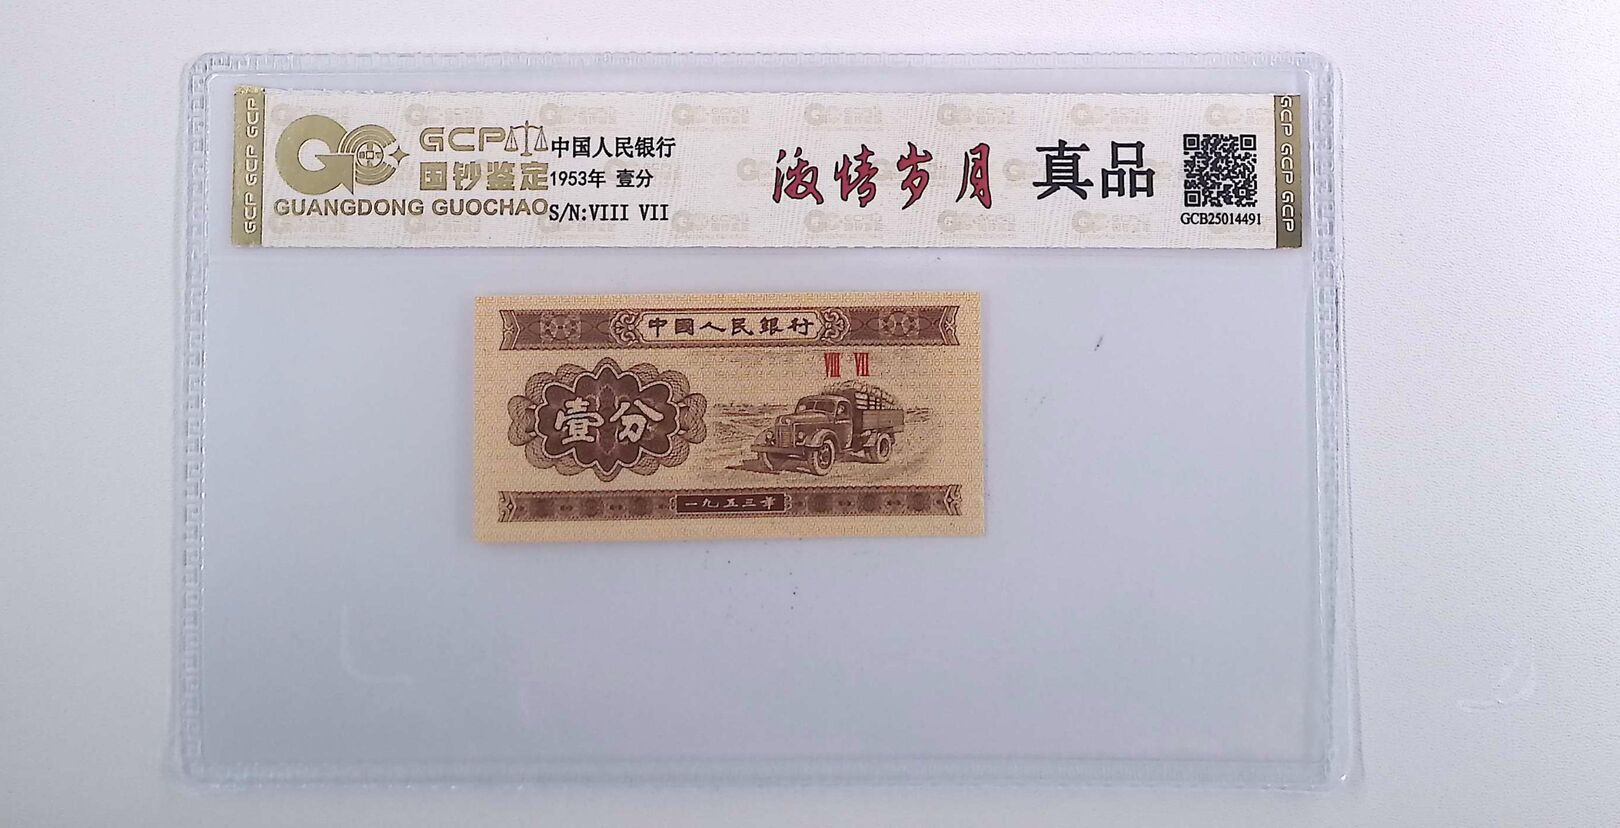 GCP GCP GCP
GCP
国钞鉴定
GUANGDONG GUOCHAO
中国人民银行
1953年 壹分
S/N:VIII VII
激情岁月
真品
GCB25014491
GCP GCP GCP
中國人民銀行
VIII VII
壹分
一九五三年